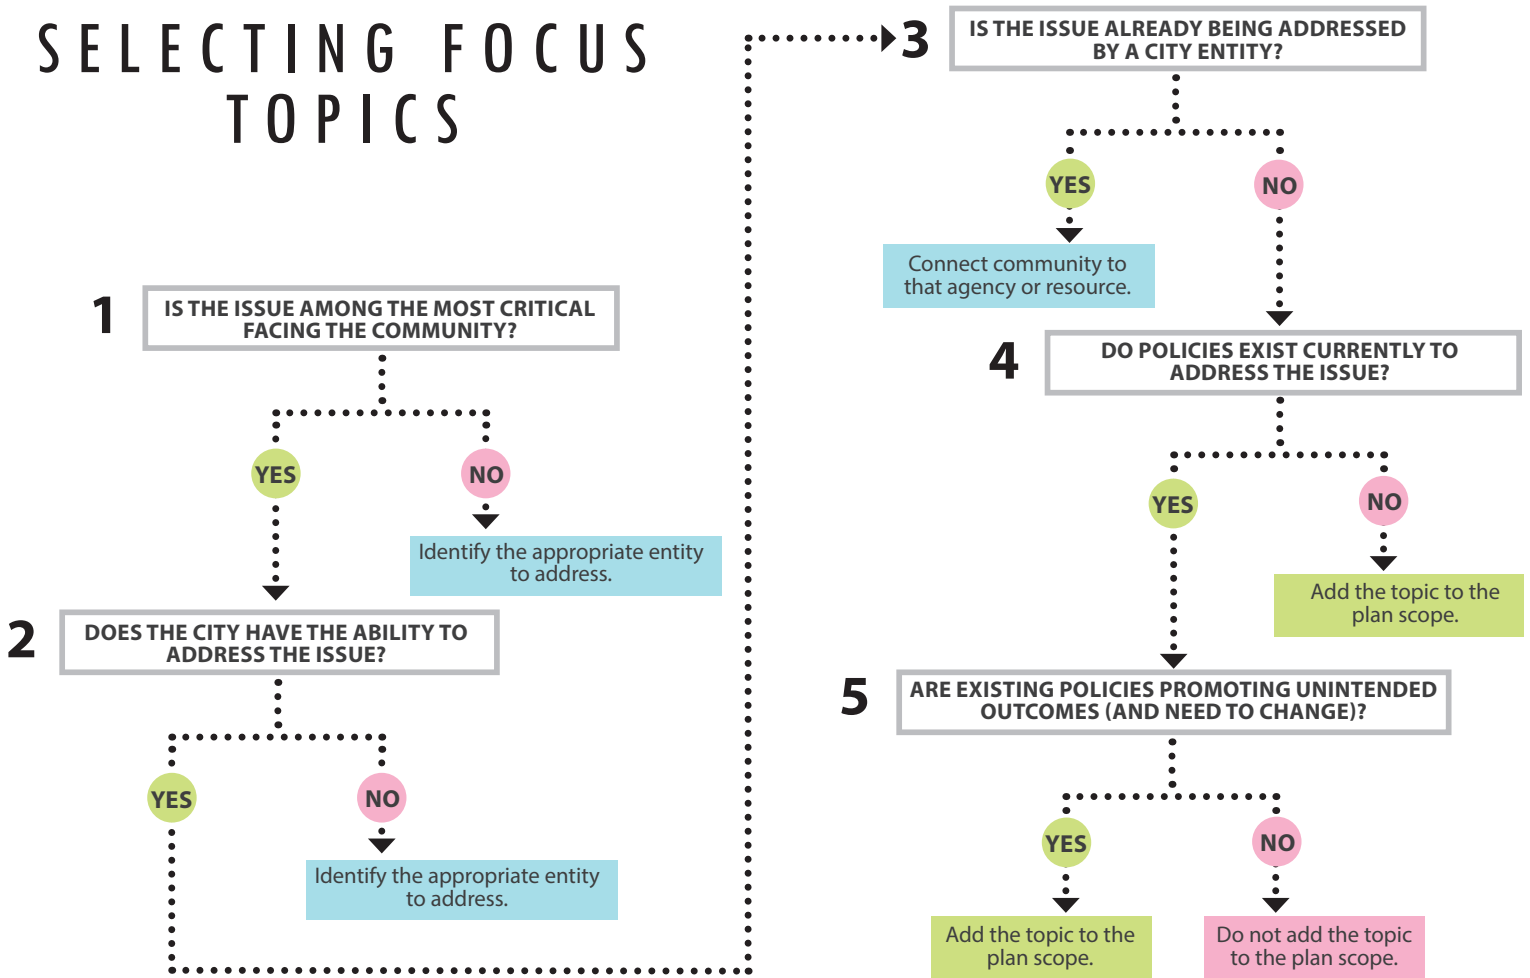 SELECTING FOCUS
TOPICS
1
IS THE ISSUE AMONG THE MOST CRITICAL
FACING THE COMMUNITY?
YES
NO
Identify the appropriate entity
to address.
2
DOES THE CITY HAVE THE ABILITY TO
ADDRESS THE ISSUE?
YES
NO
Identify the appropriate entity
to address.
3
IS THE ISSUE ALREADY BEING ADDRESSED
BY A CITY ENTITY?
YES
NO
Connect community to
that agency or resource.
4
DO POLICIES EXIST CURRENTLY TO
ADDRESS THE ISSUE?
YES
NO
Add the topic to the
plan scope.
5
ARE EXISTING POLICIES PROMOTING UNINTENDED
OUTCOMES (AND NEED TO CHANGE)?
YES
NO
Add the topic to the
plan scope.
Do not add the topic
to the plan scope.